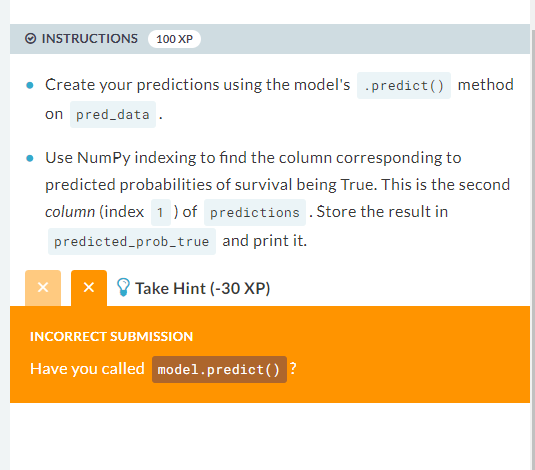 INSTRUCTIONS 100 XP
Create your predictions using the model's .predict() method
on pred_data .
Use NumPy indexing to find the column corresponding to
predicted probabilities of survival being True. This is the second
column (index 1 ) of predictions . Store the result in
predicted_prob_true and print it.
Take Hint (-30 XP)
INCORRECT SUBMISSION
Have you called model.predict() ?